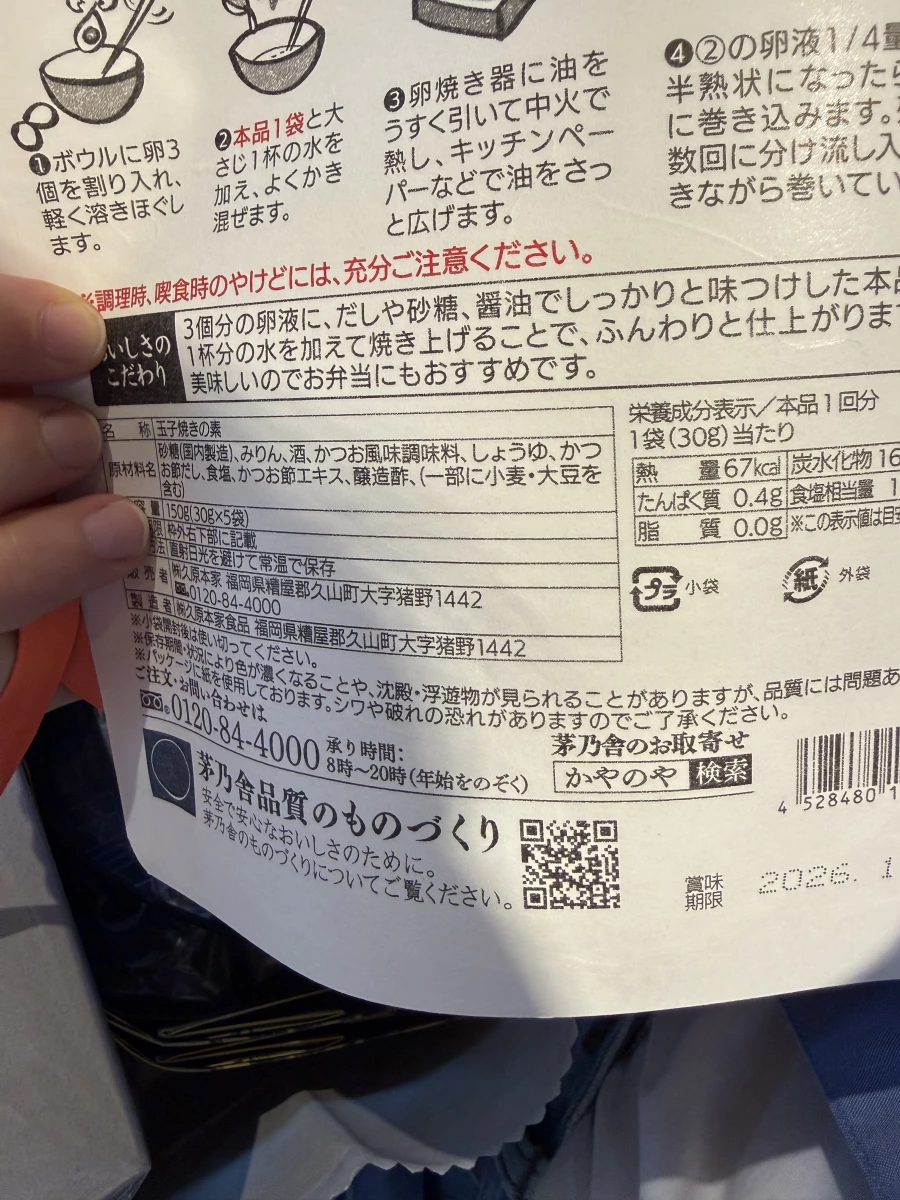 ❶ボウルに卵3
個を割り入れ、
軽く溶きほぐし
ます。
❷本品1袋と大
さじ1杯の水を
加え、よくかき
混ぜます。
❸卵焼き器に油を
うすく引いて中火で
熱し、キッチンペー
パーなどで油をさっ
と広げます。
❹②の卵液1/4量
半熟状になったら
に巻き込みます。
数回に分け流し入
きながら巻いてい
※調理時、喫食時のやけどには、充分ご注意ください。
いしさの
こだわり
3個分の卵液に、だしや砂糖、醤油でしっかりと味つけした本品
1杯分の水を加えて焼き上げることで、ふんわりと仕上がりま
美味しいのでお弁当にもおすすめです。
名 称 玉子焼きの素
原材料名 砂糖(国内製造)、みりん、酒、かつお風味調味料、しょうゆ、かつ
お節だし、食塩、かつお節エキス、醸造酢、(一部に小麦・大豆を
含む)
量 150g(30g×5袋)
限 枠外右下部に記載
法 直射日光を避けて常温で保存
販売者 ㈱久原本家 福岡県糟屋郡久山町大字猪野1442
0120-84-4000
製造者 ㈱久原本家食品 福岡県糟屋郡久山町大字猪野1442
栄養成分表示/本品1回分
1袋(30g)当たり
熱 量 67kcal 炭水化物 16
たんぱく質 0.4g 食塩相当量 1
脂 質 0.0g ※この表示値は目安
プラ 小袋
紙 外袋
※小袋開封後は使い切ってください。
※保存期間・状況により色が濃くなることや、沈殿・浮遊物が見られることがありますが、品質には問題あ
※パッケージに紙を使用しております。シワや破れの恐れがありますのでご了承ください。
ご注文・お問い合わせは
0120-84-4000 承り時間:
8時〜20時(年始をのぞく)
茅乃舎のお取寄せ
かやのや 検索
茅乃舎品質のものづくり
安全で安心なおいしさのために。
茅乃舎のものづくりについてご覧ください。
4 528480 1
賞味
期限
2026. 1